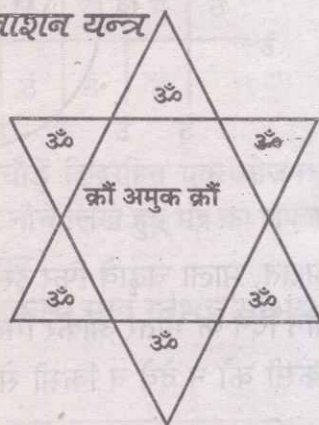 नाशन यन्त्र
ॐ
ॐ ॐ
क्रौं अमुक क्रौं
ॐ ॐ
ॐ